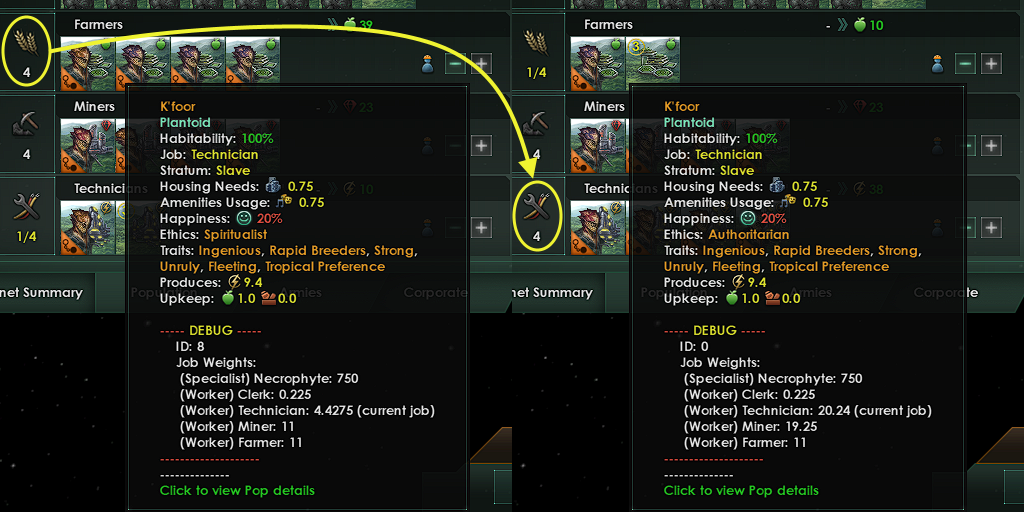 Farmers
39
4
Miners
23
4
Technicians
10
1/4
net Summary
Population
Armies
Corporate
K'foor
Plantoid
Habitability: 100%
Job: Technician
Stratum: Slave
Housing Needs: 0.75
Amenities Usage: 0.75
Happiness: 20%
Ethics: Spiritualist
Traits: Ingenious, Rapid Breeders, Strong,
Unruly, Fleeting, Tropical Preference
Produces: 9.4
Upkeep: 1.0 0.0
----- DEBUG -----
ID: 8
Job Weights:
(Specialist) Necrophyte: 750
(Worker) Clerk: 0.225
(Worker) Technician: 4.4275 (current job)
(Worker) Miner: 11
(Worker) Farmer: 11
--------------------
--------------
Click to view Pop details
Farmers
- 10
3
1/4
Miners
- 23
4
Technicians
38
4
net Summary
Population
Armies
Corporate
K'foor
Plantoid
Habitability: 100%
Job: Technician
Stratum: Slave
Housing Needs: 0.75
Amenities Usage: 0.75
Happiness: 20%
Ethics: Authoritarian
Traits: Ingenious, Rapid Breeders, Strong,
Unruly, Fleeting, Tropical Preference
Produces: 9.4
Upkeep: 1.0 0.0
----- DEBUG -----
ID: 0
Job Weights:
(Specialist) Necrophyte: 750
(Worker) Clerk: 0.225
(Worker) Technician: 20.24 (current job)
(Worker) Miner: 19.25
(Worker) Farmer: 11
--------------------
--------------
Click to view Pop details